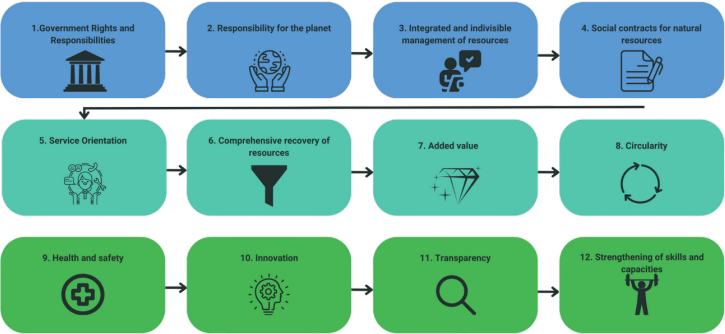 1.Government Rights and
Responsibilities
2. Responsibility for the planet
3. Integrated and indivisible
management of resources
4. Social contracts for natural
resources
5. Service Orientation
6. Comprehensive recovery of
resources
7. Added value
8. Circularity
9. Health and safety
10. Innovation
11. Transparency
12. Strengthening of skills and
capacities